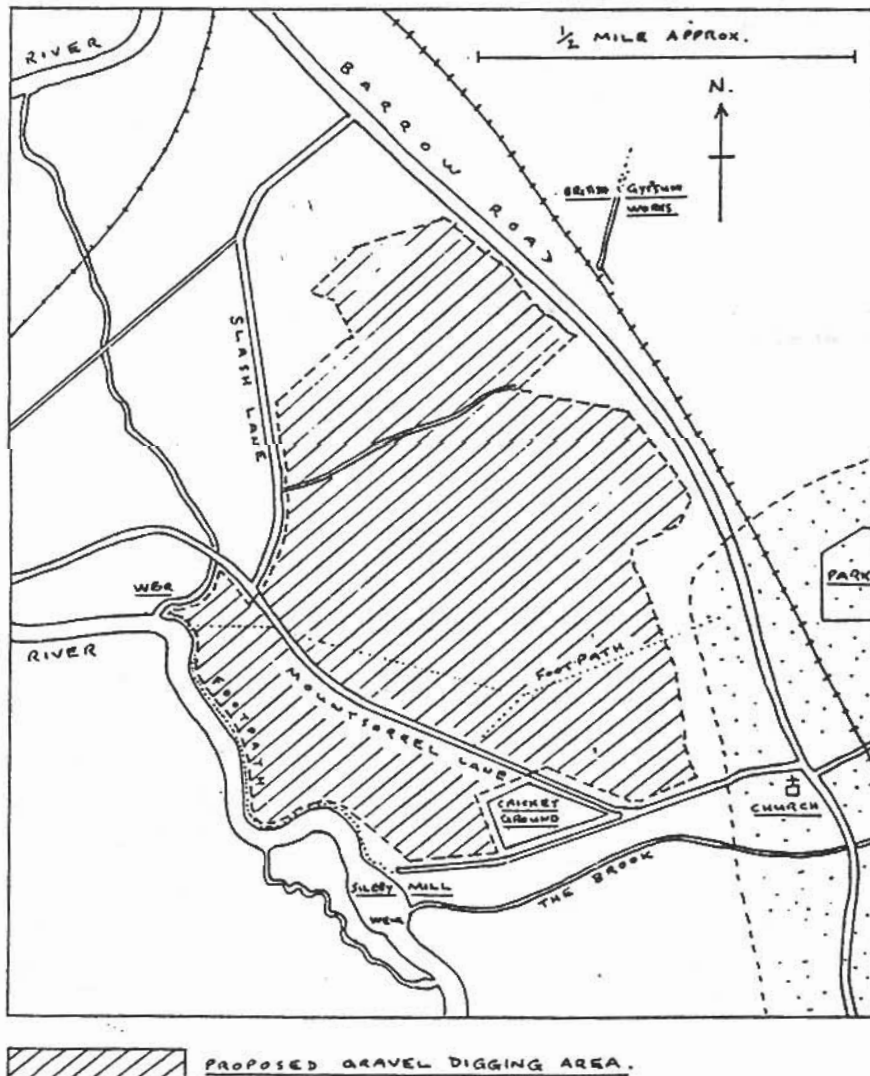 RIVER
½ MILE APPROX.
BARROW ROAD
N.
BRITISH GYPSUM
WORKS
SLASH LANE
PARK
WEIR
RIVER
FOOTPATH
FOOTPATH
MOUNTSORREL LANE
CRICKET
GROUND
CHURCH
SILEBY MILL
THE BROOK
WEIR
PROPOSED GRAVEL DIGGING AREA.